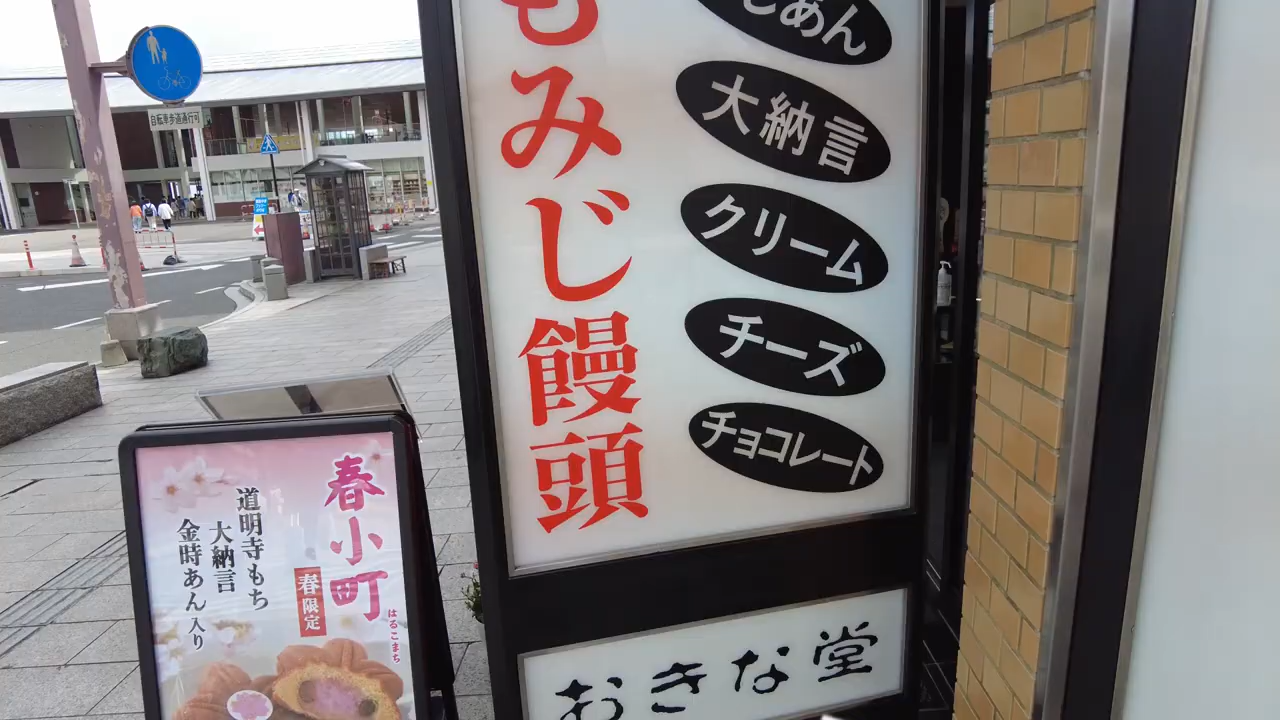 自転車歩道通行可
もみじ饅頭
しあん
大納言
クリーム
チーズ
チョコレート
おきな堂
春小町
はるこまち
春限定
道明寺もち
大納言
金時あん入り